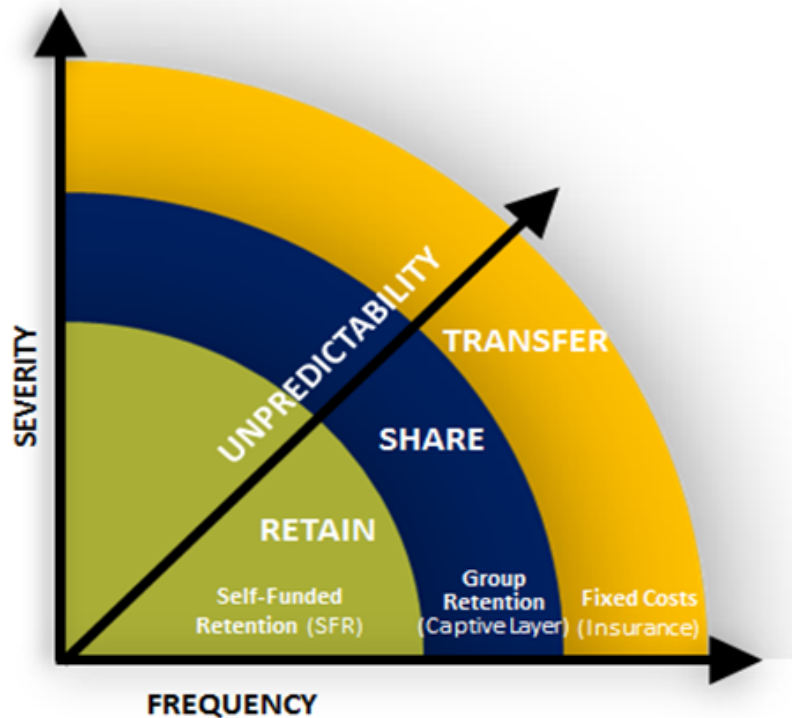 SEVERITY
UNPREDICTABILITY
TRANSFER
SHARE
RETAIN
Self-Funded
Retention (SFR)
Group
Retention
(Captive Layer)
Fixed Costs
(Insurance)
FREQUENCY